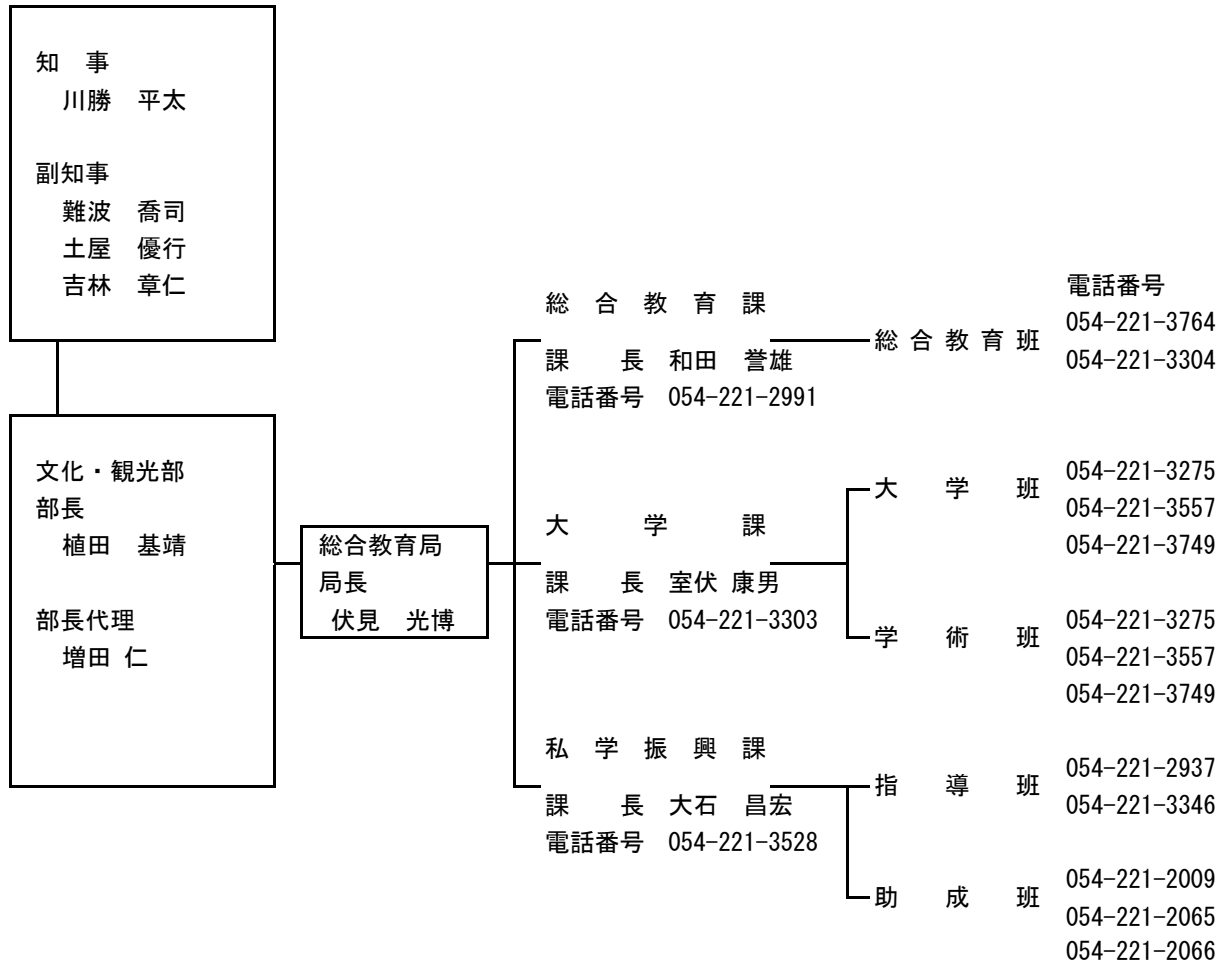 知　事
川勝　平太
副知事
難波　喬司
土屋　優行
吉林　章仁
文化・観光部
部長
植田　基靖
部長代理
増田 仁
総合教育局
局長
伏見　光博
総 合 教 育 課
課　　長　和田　誉雄
電話番号　054-221-2991
大　　学　　課
課　　長　室伏 康男
電話番号　054-221-3303
私 学 振 興 課
課　　長　大石　昌宏
電話番号　054-221-3528
電話番号
総 合 教 育 班
054-221-3764
054-221-3304
大　学　班
054-221-3275
054-221-3557
054-221-3749
学　術　班
054-221-3275
054-221-3557
054-221-3749
指　導　班
054-221-2937
054-221-3346
助　成　班
054-221-2009
054-221-2065
054-221-2066